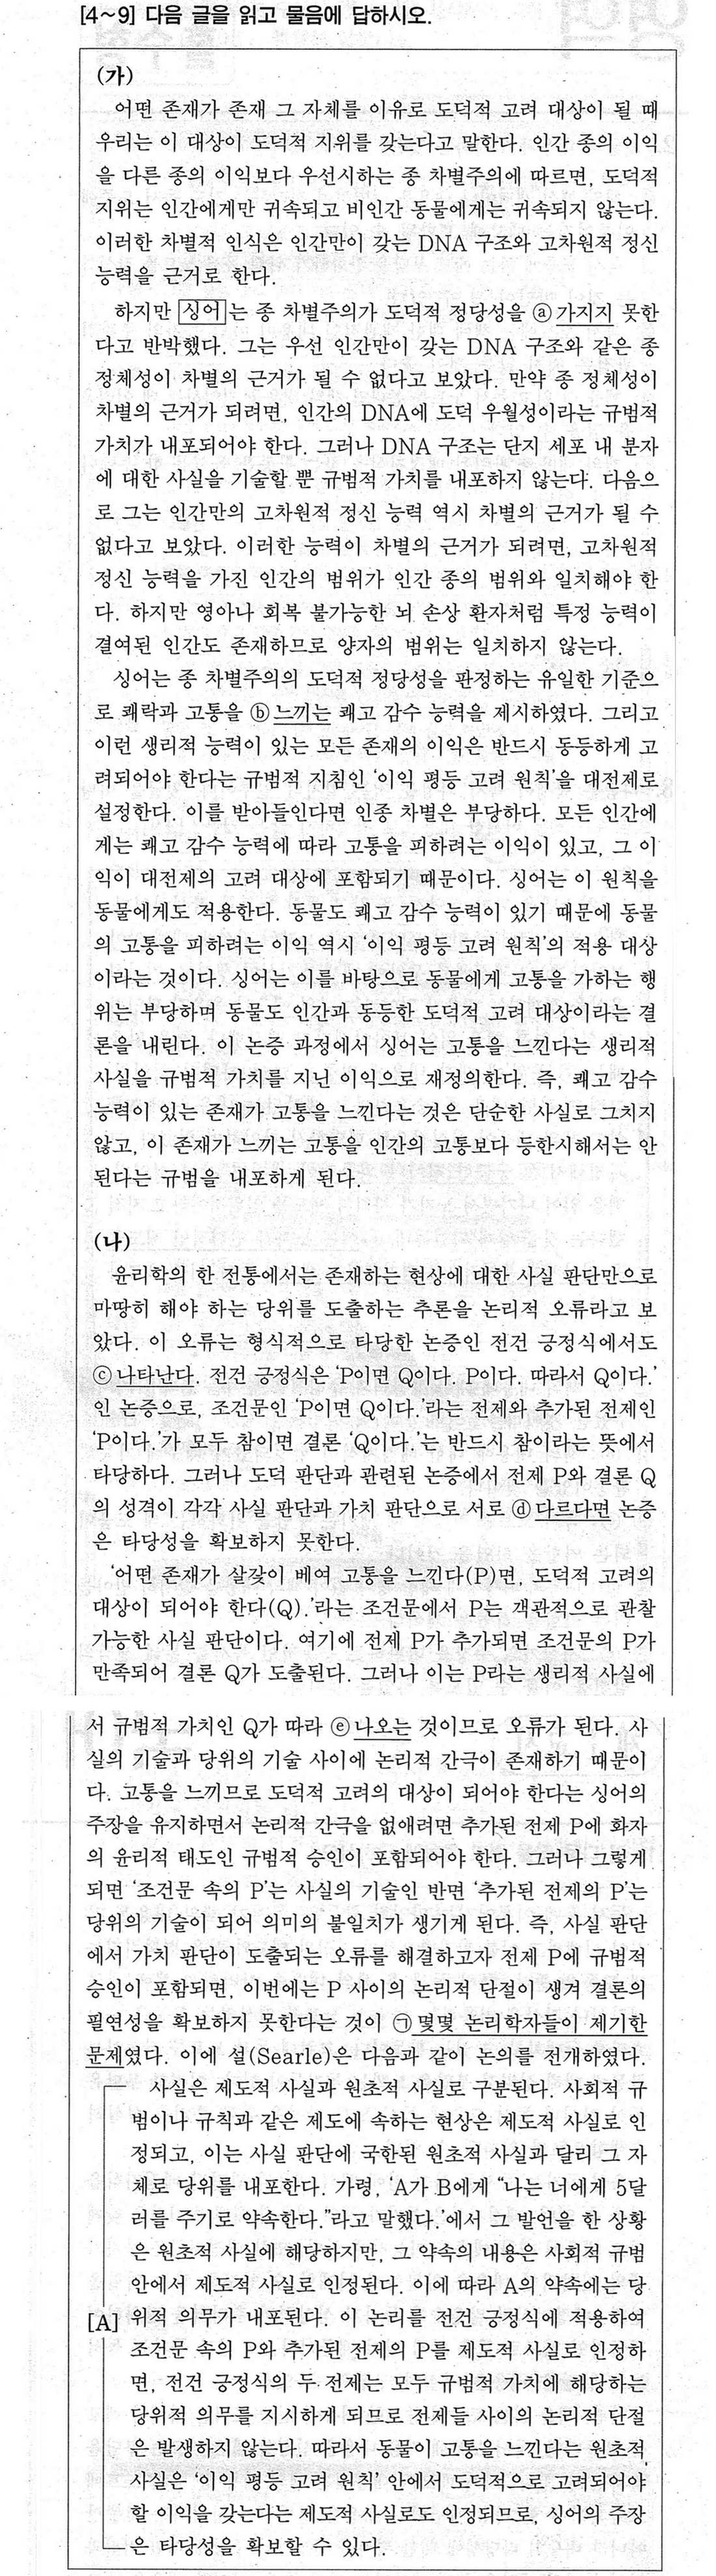 [4～9] 다음 글을 읽고 물음에 답하시오.
(가)
어떤 존재가 존재 그 자체를 이유로 도덕적 고려 대상이 될 때
우리는 이 대상이 도덕적 지위를 갖는다고 말한다. 인간 종의 이익
을 다른 종의 이익보다 우선시하는 종 차별주의에 따르면, 도덕적
지위는 인간에게만 귀속되고 비인간 동물에게는 귀속되지 않는다.
이러한 차별적 인식은 인간만이 갖는 DNA 구조와 고차원적 정신
능력을 근거로 한다.
하지만 싱어는 종 차별주의가 도덕적 정당성을 ⓐ가지지 못한
다고 반박했다. 그는 우선 인간만이 갖는 DNA 구조와 같은 종
정체성이 차별의 근거가 될 수 없다고 보았다. 만약 종 정체성이
차별의 근거가 되려면, 인간의 DNA에 도덕 우월성이라는 규범적
가치가 내포되어야 한다. 그러나 DNA 구조는 단지 세포 내 분자
에 대한 사실을 기술할 뿐 규범적 가치를 내포하지 않는다. 다음으
로 그는 인간만의 고차원적 정신 능력 역시 차별의 근거가 될 수
없다고 보았다. 이러한 능력이 차별의 근거가 되려면, 고차원적
정신 능력을 가진 인간의 범위가 인간 종의 범위와 일치해야 한
다. 하지만 영아나 회복 불가능한 뇌 손상 환자처럼 특정 능력이
결여된 인간도 존재하므로 양자의 범위는 일치하지 않는다.
싱어는 종 차별주의의 도덕적 정당성을 판정하는 유일한 기준으
로 쾌락과 고통을 ⓑ느끼는 쾌고 감수 능력을 제시하였다. 그리고
이런 생리적 능력이 있는 모든 존재의 이익은 반드시 동등하게 고
려되어야 한다는 규범적 지침인 ‘이익 평등 고려 원칙’을 대전제로
설정한다. 이를 받아들인다면 인종 차별은 부당하다. 모든 인간에
게는 쾌고 감수 능력에 따라 고통을 피하려는 이익이 있고, 그 이
익이 대전제의 고려 대상에 포함되기 때문이다. 싱어는 이 원칙을
동물에게도 적용한다. 동물도 쾌고 감수 능력이 있기 때문에 동물
의 고통을 피하려는 이익 역시 ‘이익 평등 고려 원칙’의 적용 대상
이라는 것이다. 싱어는 이를 바탕으로 동물에게 고통을 가하는 행
위는 부당하며 동물도 인간과 동등한 도덕적 고려 대상이라는 결
론을 내린다. 이 논증 과정에서 싱어는 고통을 느낀다는 생리적
사실을 규범적 가치를 지닌 이익으로 재정의한다. 즉, 쾌고 감수
능력이 있는 존재가 고통을 느낀다는 것은 단순한 사실로 그치지
않고, 이 존재가 느끼는 고통을 인간의 고통보다 등한시해서는 안
된다는 규범을 내포하게 된다.
(나)
윤리학의 한 전통에서는 존재하는 현상에 대한 사실 판단만으로
마땅히 해야 하는 당위를 도출하는 추론을 논리적 오류라고 보
았다. 이 오류는 형식적으로 타당한 논증인 전건 긍정식에서도
ⓒ나타난다. 전건 긍정식은 ‘P이면 Q이다. P이다. 따라서 Q이다.’
인 논증으로, 조건문인 ‘P이면 Q이다.’라는 전제와 추가된 전제인
‘P이다.’가 모두 참이면 결론 ‘Q이다.’는 반드시 참이라는 뜻에서
타당하다. 그러나 도덕 판단과 관련된 논증에서 전제 P와 결론 Q
의 성격이 각각 사실 판단과 가치 판단으로 서로 ⓓ다르다면 논증
은 타당성을 확보하지 못한다.
‘어떤 존재가 살갗이 베여 고통을 느낀다(P)면, 도덕적 고려의
대상이 되어야 한다(Q).’라는 조건문에서 P는 객관적으로 관찰
가능한 사실 판단이다. 여기에 전제 P가 추가되면 조건문의 P가
만족되어 결론 Q가 도출된다. 그러나 이는 P라는 생리적 사실에
서 규범적 가치인 Q가 따라 ⓔ나오는 것이므로 오류가 된다. 사
실의 기술과 당위의 기술 사이에 논리적 간극이 존재하기 때문이
다. 고통을 느끼므로 도덕적 고려의 대상이 되어야 한다는 싱어의
주장을 유지하면서 논리적 간극을 없애려면 추가된 전제 P에 화자
의 윤리적 태도인 규범적 승인이 포함되어야 한다. 그러나 그렇게
되면 ‘조건문 속의 P’는 사실의 기술인 반면 ‘추가된 전제의 P’는
당위의 기술이 되어 의미의 불일치가 생기게 된다. 즉, 사실 판단
에서 가치 판단이 도출되는 오류를 해결하고자 전제 P에 규범적
승인이 포함되면, 이번에는 P 사이의 논리적 단절이 생겨 결론의
필연성을 확보하지 못한다는 것이 ㉠몇몇 논리학자들이 제기한
문제였다. 이에 설(Searle)은 다음과 같이 논의를 전개하였다.
사실은 제도적 사실과 원초적 사실로 구분된다. 사회적 규
범이나 규칙과 같은 제도에 속하는 현상은 제도적 사실로 인
정되고, 이는 사실 판단에 국한된 원초적 사실과 달리 그 자
체로 당위를 내포한다. 가령, ‘A가 B에게 “나는 너에게 5달
러를 주기로 약속한다.”라고 말했다.’에서 그 발언을 한 상황
은 원초적 사실에 해당하지만, 그 약속의 내용은 사회적 규범
안에서 제도적 사실로 인정된다. 이에 따라 A의 약속에는 당
[A] 위적 의무가 내포된다. 이 논리를 전건 긍정식에 적용하여
조건문 속의 P와 추가된 전제의 P를 제도적 사실로 인정하
면, 전건 긍정식의 두 전제는 모두 규범적 가치에 해당하는
당위적 의무를 지시하게 되므로 전제들 사이의 논리적 단절
은 발생하지 않는다. 따라서 동물이 고통을 느낀다는 원초적
사실은 ‘이익 평등 고려 원칙’ 안에서 도덕적으로 고려되어야
할 이익을 갖는다는 제도적 사실로도 인정되므로, 싱어의 주장
은 타당성을 확보할 수 있다.